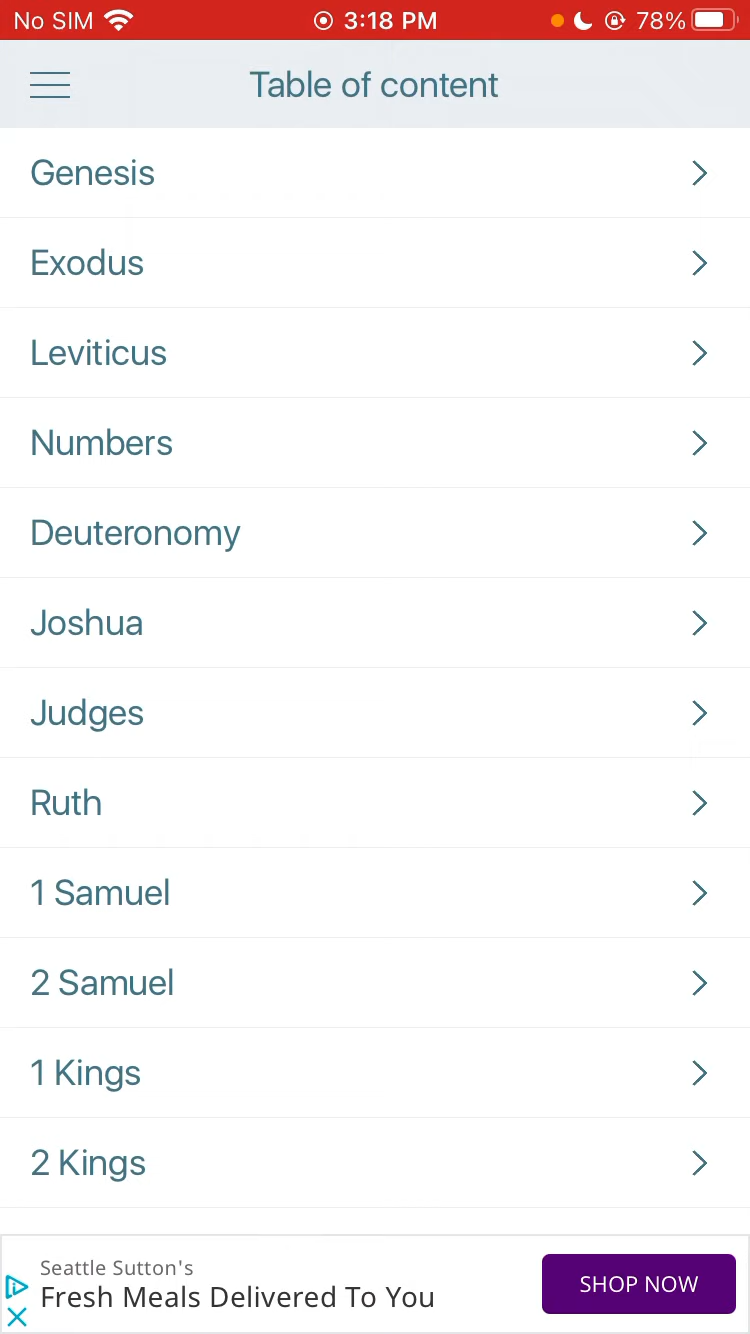 No SIM 3:18 PM 78%
Table of content
Genesis
Exodus
Leviticus
Numbers
Deuteronomy
Joshua
Judges
Ruth
1 Samuel
2 Samuel
1 Kings
2 Kings
Seattle Sutton's
Fresh Meals Delivered To You
SHOP NOW